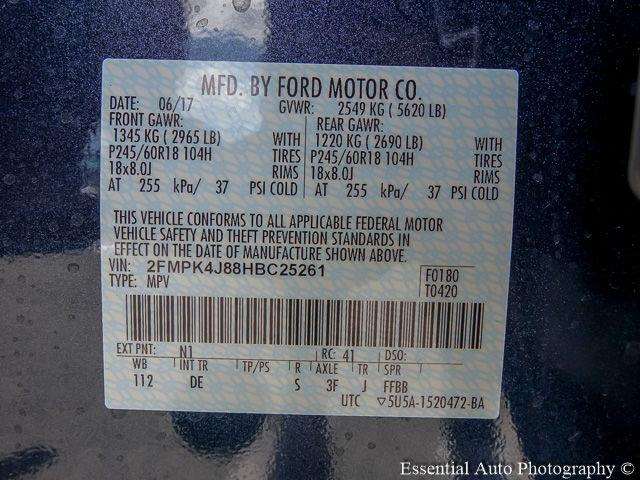 MFD. BY FORD MOTOR CO.
DATE: 06/17 GVWR: 2549 KG ( 5620 LB)
FRONT GAWR: REAR GAWR:
1345 KG ( 2965 LB) WITH 1220 KG ( 2690 LB) WITH
P245/60R18 104H TIRES P245/60R18 104H TIRES
18x8.0J RIMS 18x8.0J RIMS
AT 255 kPa/ 37 PSI COLD AT 255 kPa/ 37 PSI COLD
THIS VEHICLE CONFORMS TO ALL APPLICABLE FEDERAL MOTOR
VEHICLE SAFETY AND THEFT PREVENTION STANDARDS IN
EFFECT ON THE DATE OF MANUFACTURE SHOWN ABOVE.
VIN: 2FMPK4J88HBC25261 F0180
TYPE: MPV T0420
EXT PNT: N1 RC: 41 DSO:
WB INT TR TP/PS R AXLE TR SPR
112 DE S 3F J FFBB
UTC ▽5U5A-1520472-BA
Essential Auto Photography ©